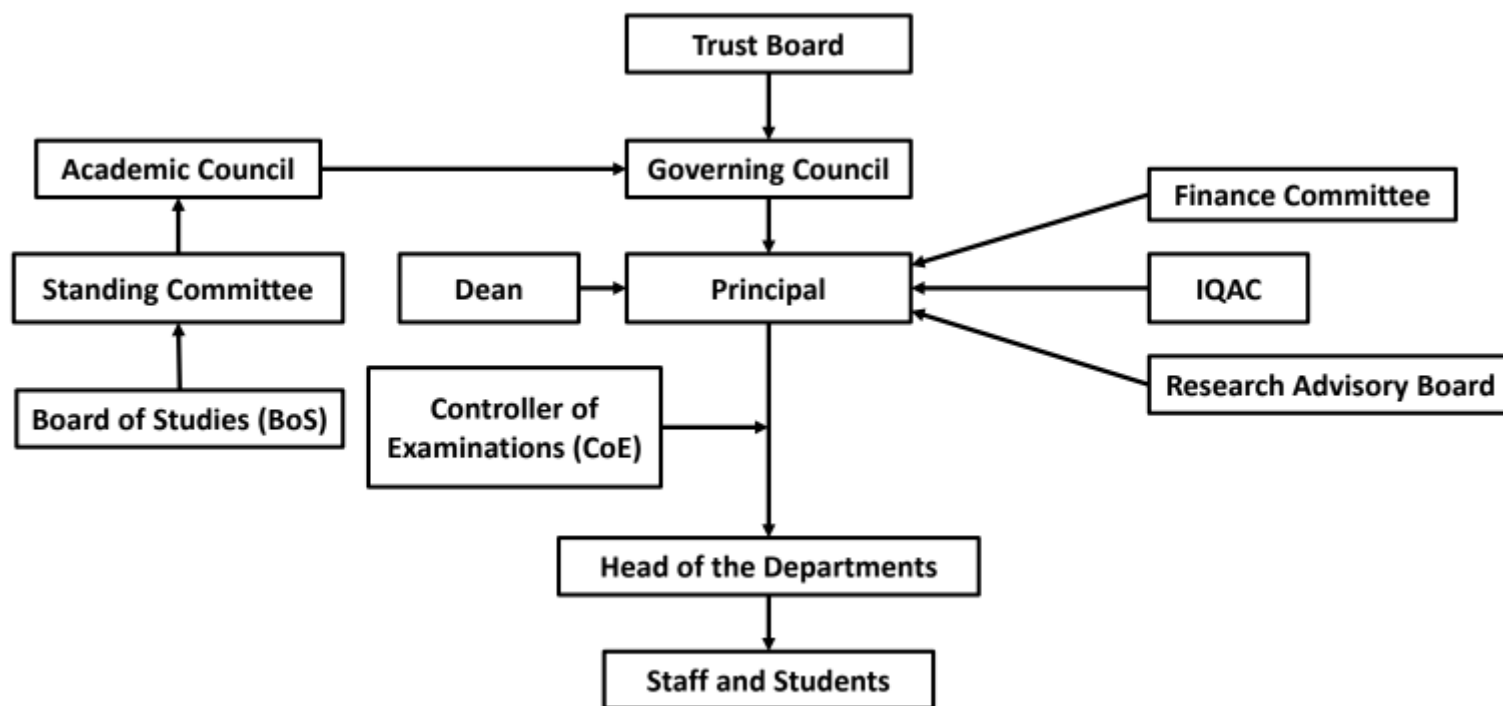 Trust Board
Academic Council
Governing Council
Finance Committee
Standing Committee
Dean
Principal
IQAC
Research Advisory Board
Board of Studies (BoS)
Controller of
Examinations (CoE)
Head of the Departments
Staff and Students